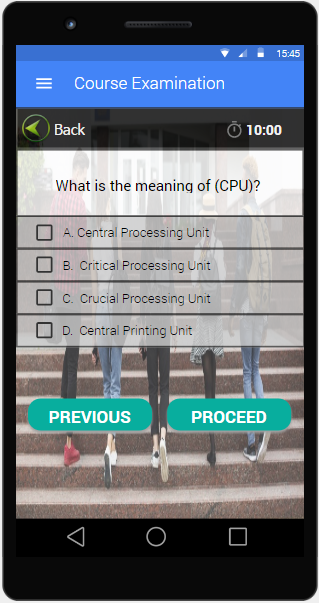 15:45
Course Examination
Back 10:00
What is the meaning of (CPU)?
A. Central Processing Unit
B. Critical Processing Unit
C. Crucial Processing Unit
D. Central Printing Unit
PREVIOUS PROCEED